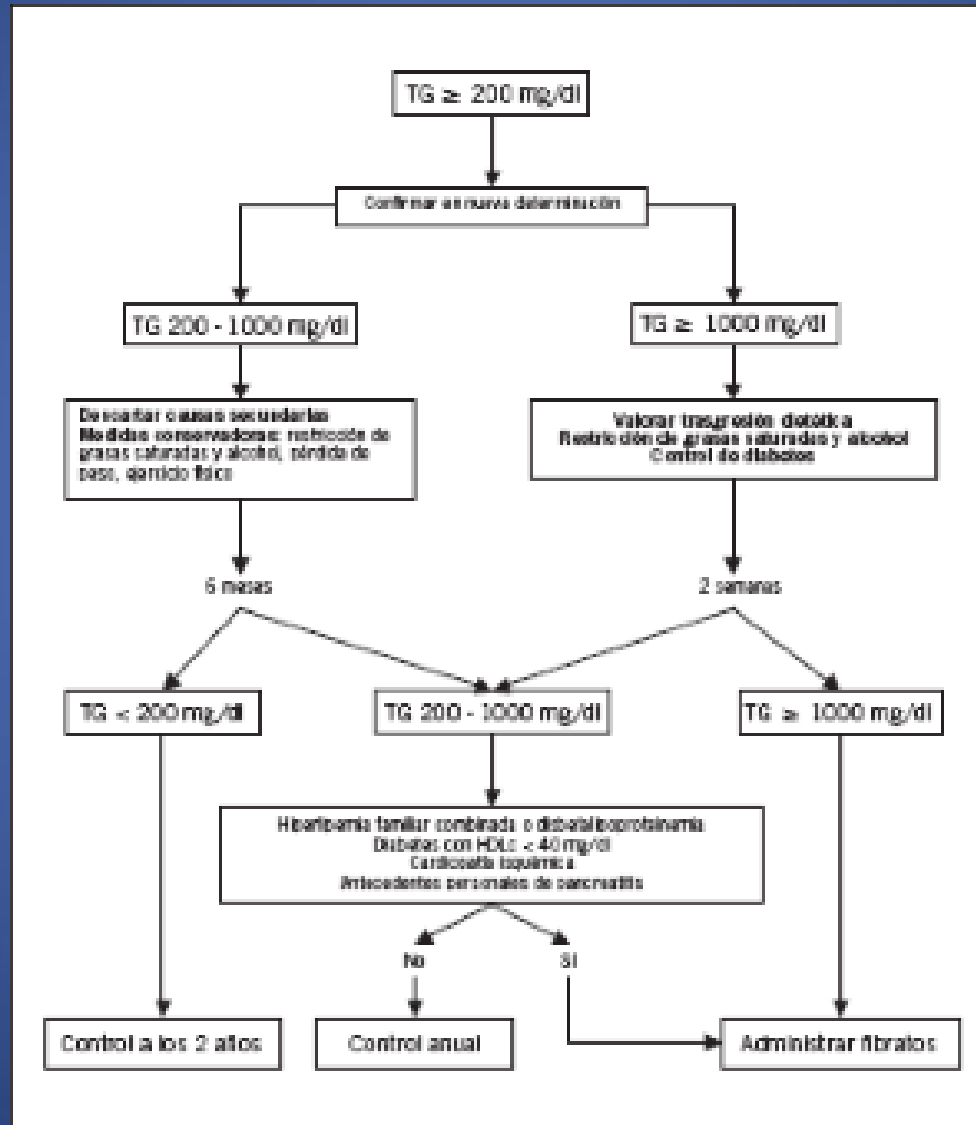 TG ≥ 200 mg/dl
Confirmar en nueva determinación
TG 200 - 1000 mg/dl
TG ≥ 1000 mg/dl
Descartar causas secundarias
Medidas conservadoras: restricción de
grasas saturadas y alcohol, pérdida de
peso, ejercicio físico
Valorar trasgresión dietética
Restricción de grasas saturadas y alcohol
Control de diabetes
6 meses
2 semanas
TG < 200 mg/dl
TG 200 - 1000 mg/dl
TG ≥ 1000 mg/dl
Hiperlipemia familiar combinada o disbetalipoproteinemia
Diabetes con HDLc < 40 mg/dl
Cardiopatía isquémica
Antecedentes personales de pancreatitis
No
Sí
Control a los 2 años
Control anual
Administrar fibratos